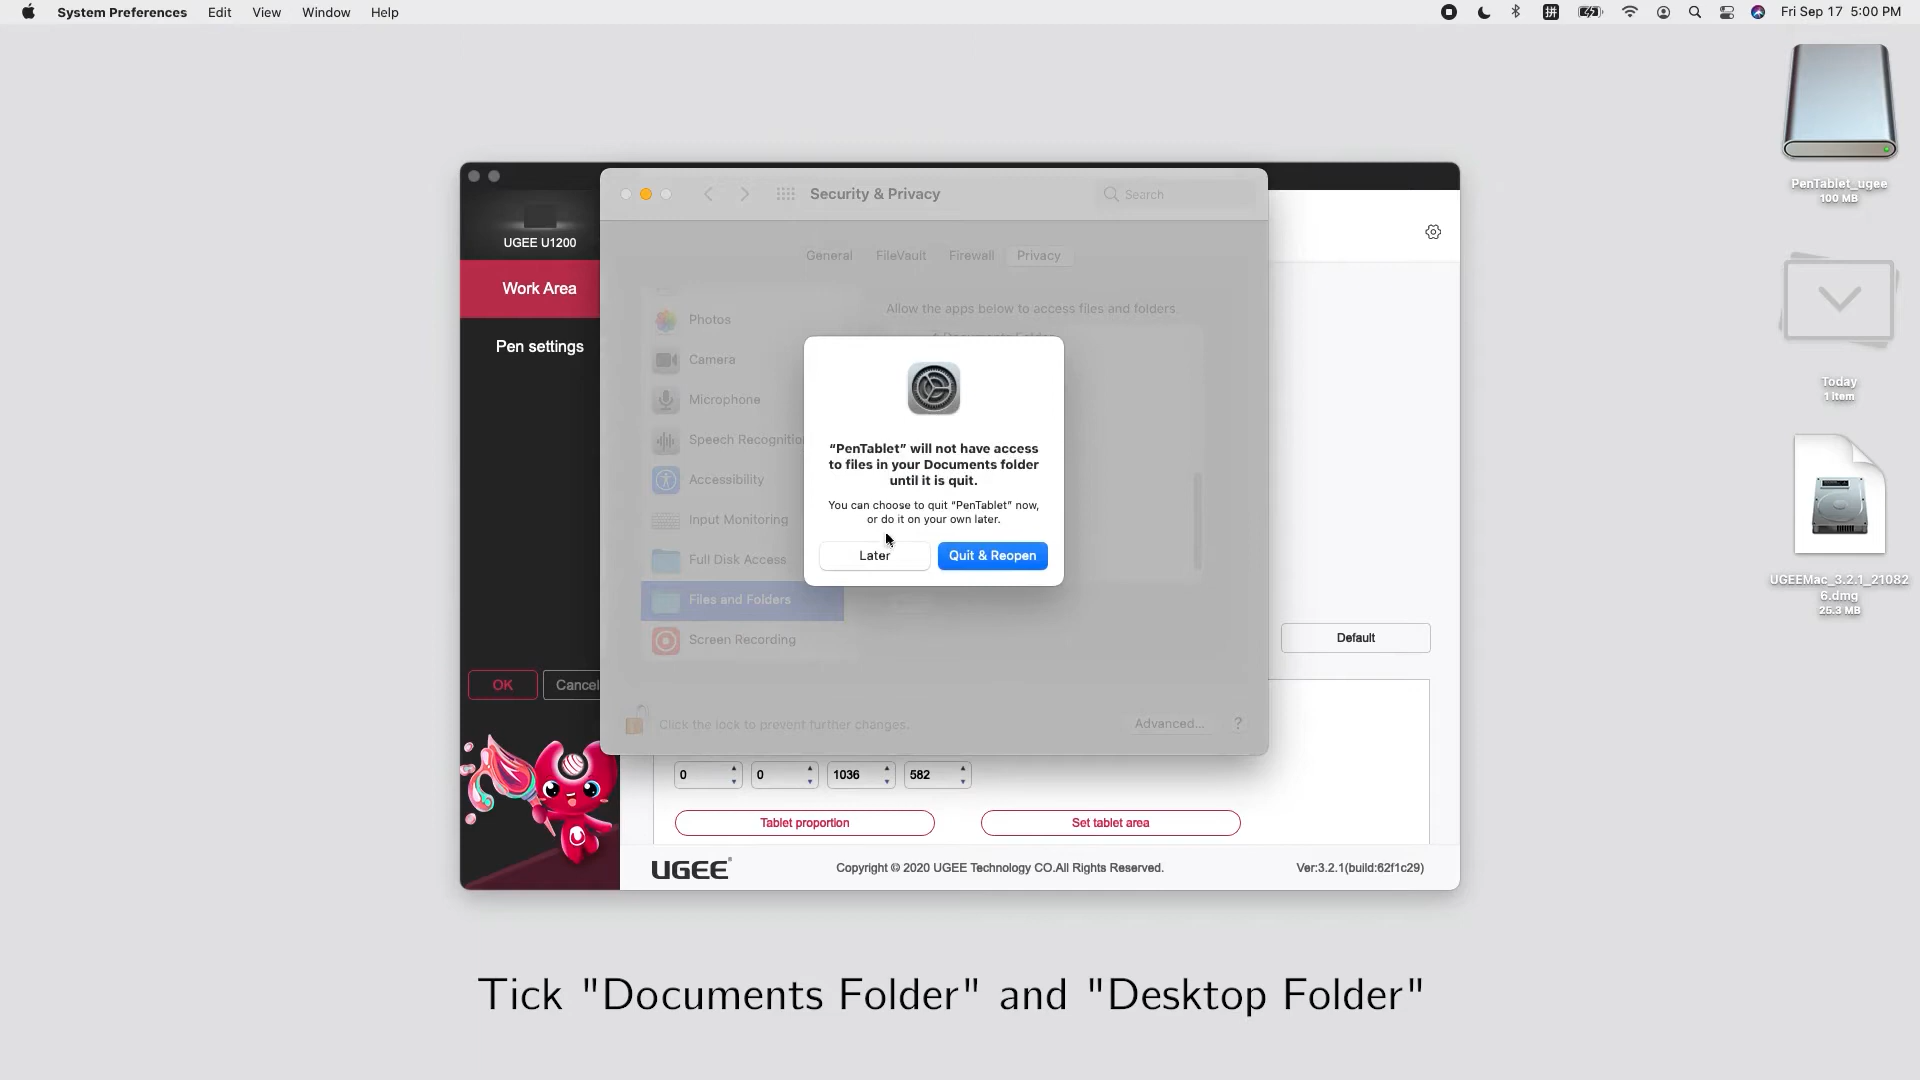 System Preferences Edit View Window Help
Fri Sep 17 5:00 PM
PenTablet_ugee
100 MB
Today
1 item
UGEEMac_3.2.1_21082
6.dmg
25.3 MB
UGEE U1200
Work Area
Pen settings
OK
Cancel
Security & Privacy
Search
General FileVault Firewall Privacy
Photos
Camera
Microphone
Speech Recognitio
Accessibility
Input Monitoring
Full Disk Access
Files and Folders
Screen Recording
Allow the apps below to access files and folders.
Documents Folder
“PenTablet” will not have access
to files in your Documents folder
until it is quit.
You can choose to quit “PenTablet” now,
or do it on your own later.
Later
Quit & Reopen
Click the lock to prevent further changes.
Advanced...
?
Default
0 0 1036 582
Tablet proportion
Set tablet area
UGEE
Copyright © 2020 UGEE Technology CO.All Rights Reserved.
Ver:3.2.1(build:62f1c29)
Tick "Documents Folder" and "Desktop Folder"